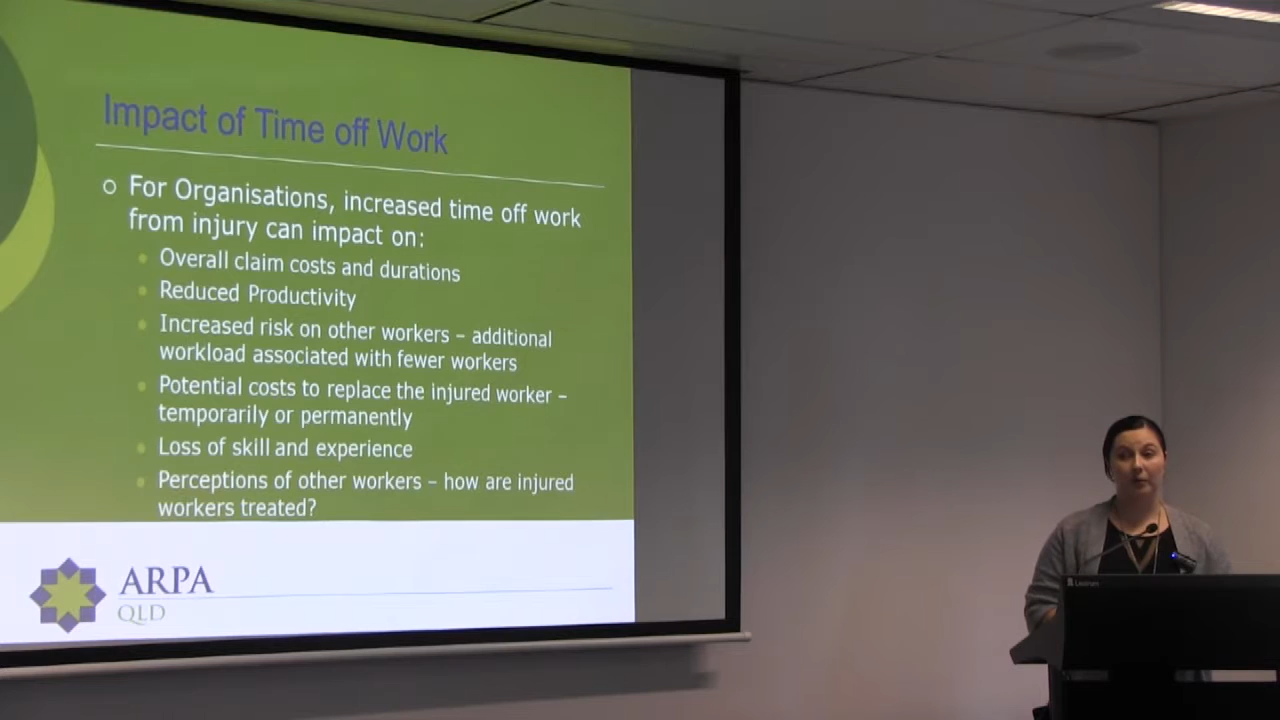 Impact of Time off Work
For Organisations, increased time off work
from injury can impact on:
Overall claim costs and durations
Reduced Productivity
Increased risk on other workers – additional
workload associated with fewer workers
Potential costs to replace the injured worker –
temporarily or permanently
Loss of skill and experience
Perceptions of other workers – how are injured
workers treated?
ARPA
QLD